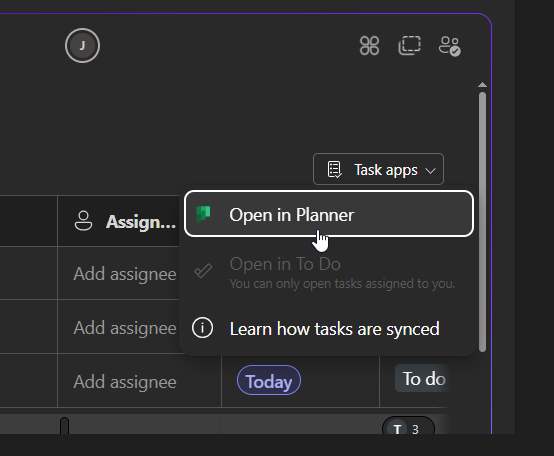 J
Task apps
Assign...
Open in Planner
Add assignee
Open in To Do
You can only open tasks assigned to you.
Add assignee
Learn how tasks are synced
Add assignee
Today
To do
T 3